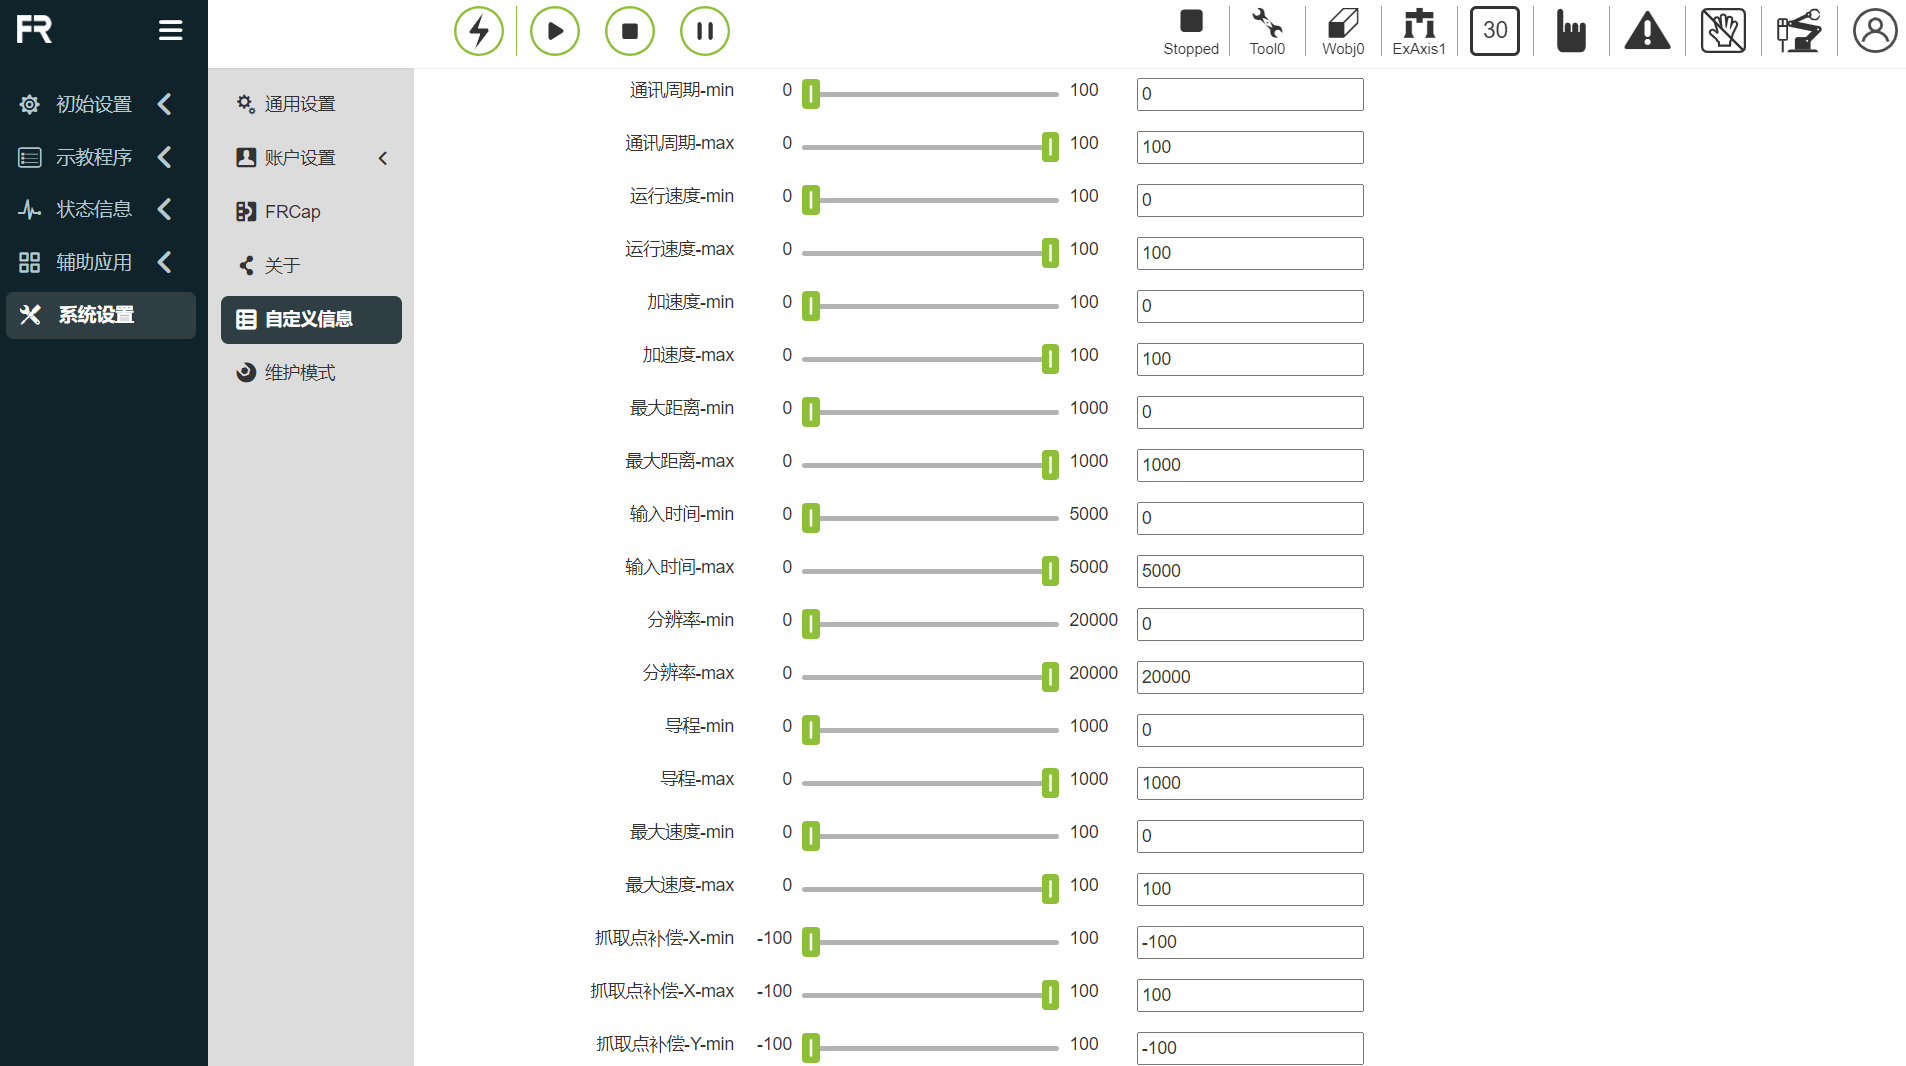 FR
Stopped
Tool0
Wobj0
ExAxis1
30
初始设置
示教程序
状态信息
辅助应用
系统设置
通用设置
账户设置
FRCap
关于
自定义信息
维护模式
通讯周期-min 0 100 0
通讯周期-max 0 100 100
运行速度-min 0 100 0
运行速度-max 0 100 100
加速度-min 0 100 0
加速度-max 0 100 100
最大距离-min 0 1000 0
最大距离-max 0 1000 1000
输入时间-min 0 5000 0
输入时间-max 0 5000 5000
分辨率-min 0 20000 0
分辨率-max 0 20000 20000
导程-min 0 1000 0
导程-max 0 1000 1000
最大速度-min 0 100 0
最大速度-max 0 100 100
抓取点补偿-X-min -100 100 -100
抓取点补偿-X-max -100 100 100
抓取点补偿-Y-min -100 100 -100